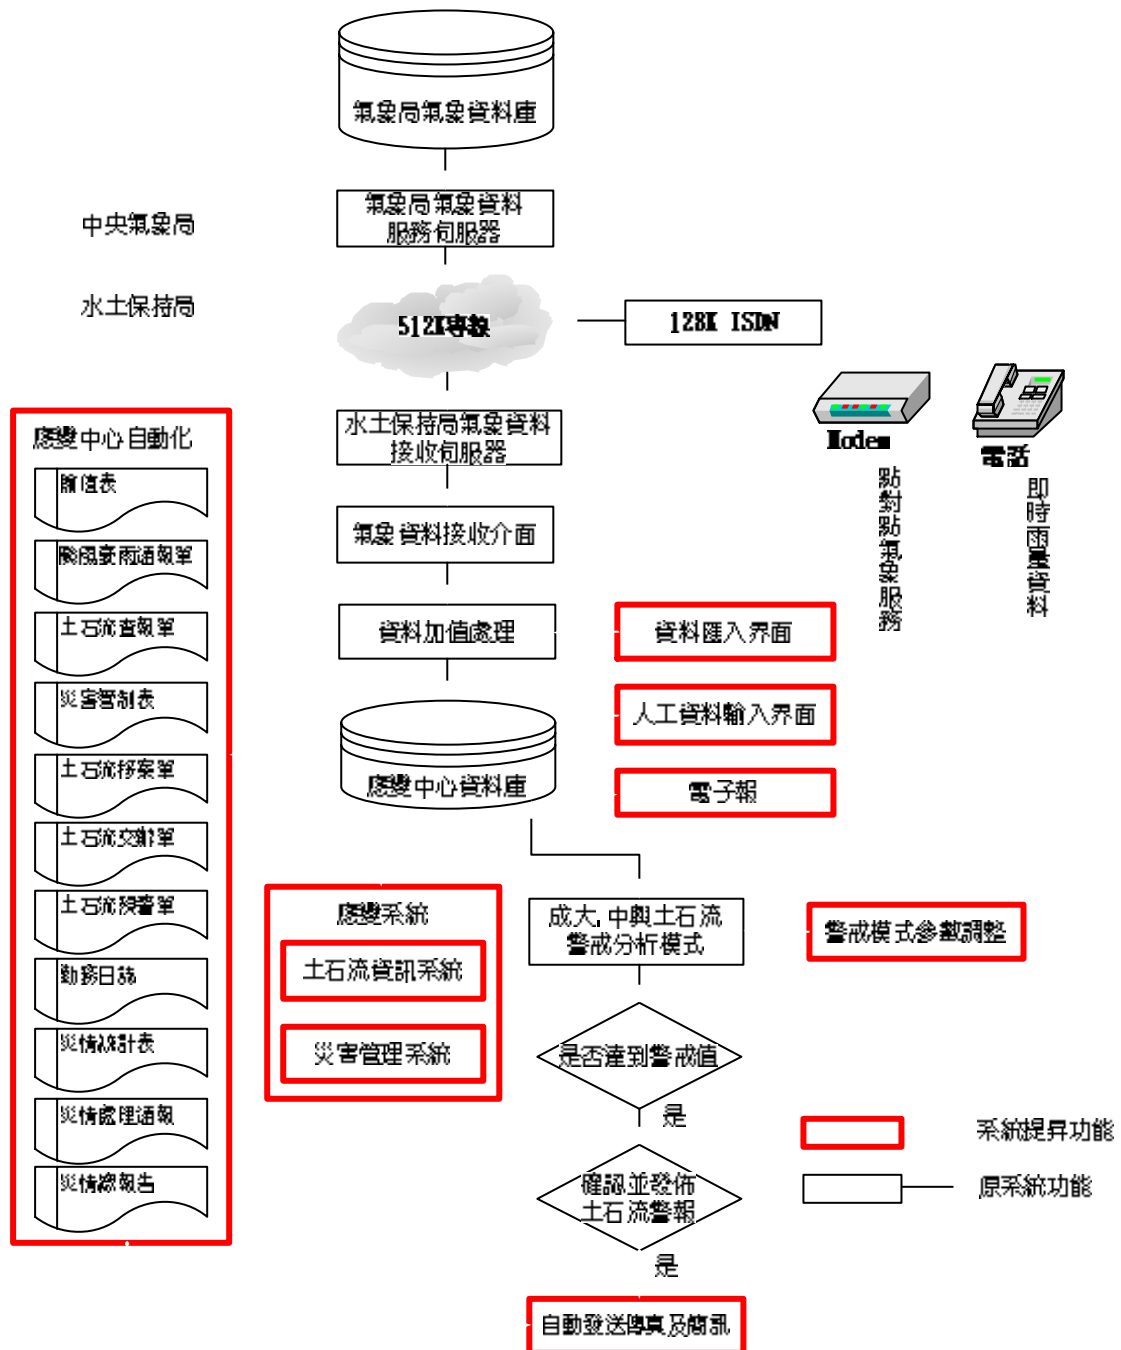 氣象局氣象資料庫
中央氣象局
氣象局氣象資料
服務伺服器
水土保持局
512K專線
128K ISDN
Modem
點對點氣象服務
電話
即時雨量資料
水土保持局氣象資料
接收伺服器
氣象資料接收介面
資料加值處理
資料匯入界面
人工資料輸入界面
電子報
應變中心資料庫
應變中心自動化
輪值表
颱風豪雨通報單
土石流查報單
災害管制表
土石流移案單
土石流交辦單
土石流預警單
勤務日誌
災情統計表
災情處理通報
災情總報告
應變系統
土石流資訊系統
災害管理系統
成大.中興土石流
警戒分析模式
警戒模式參數調整
是否達到警戒值
是
確認並發佈
土石流警報
是
自動發送傳真及簡訊
系統提昇功能
原系統功能